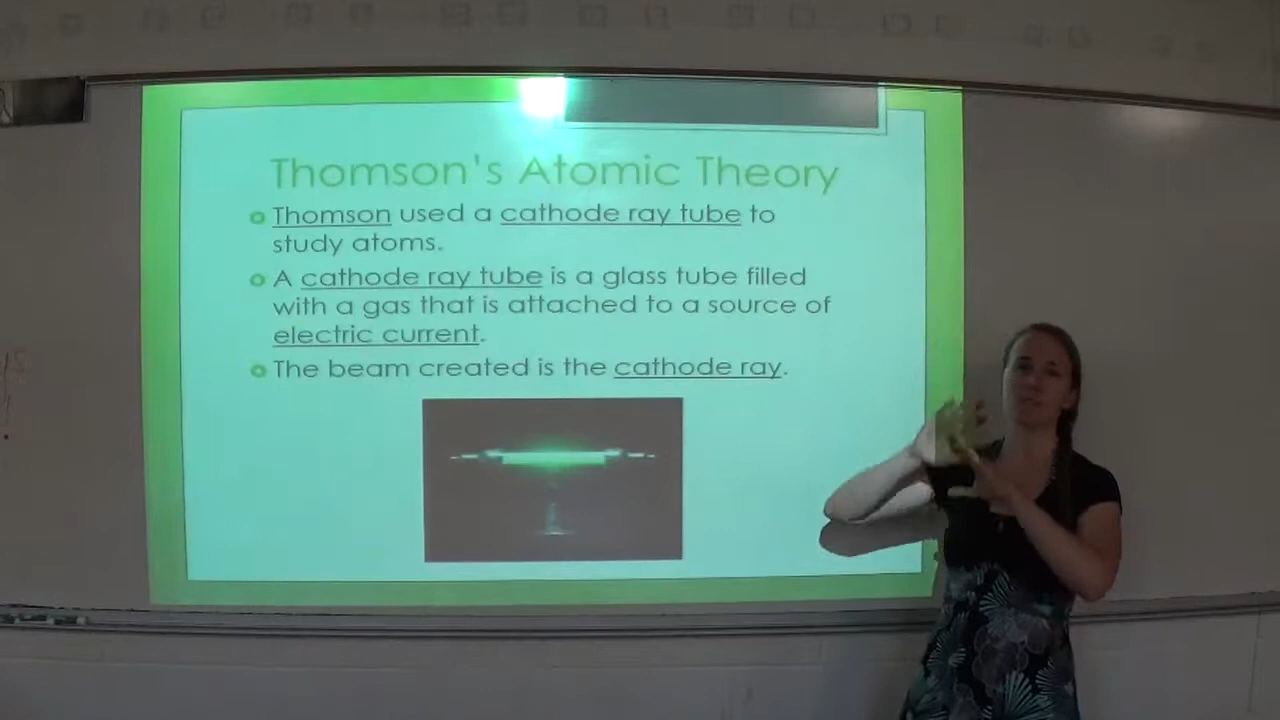 Thomson's Atomic Theory
Thomson used a cathode ray tube to
study atoms.
A cathode ray tube is a glass tube filled
with a gas that is attached to a source of
electric current.
The beam created is the cathode ray.